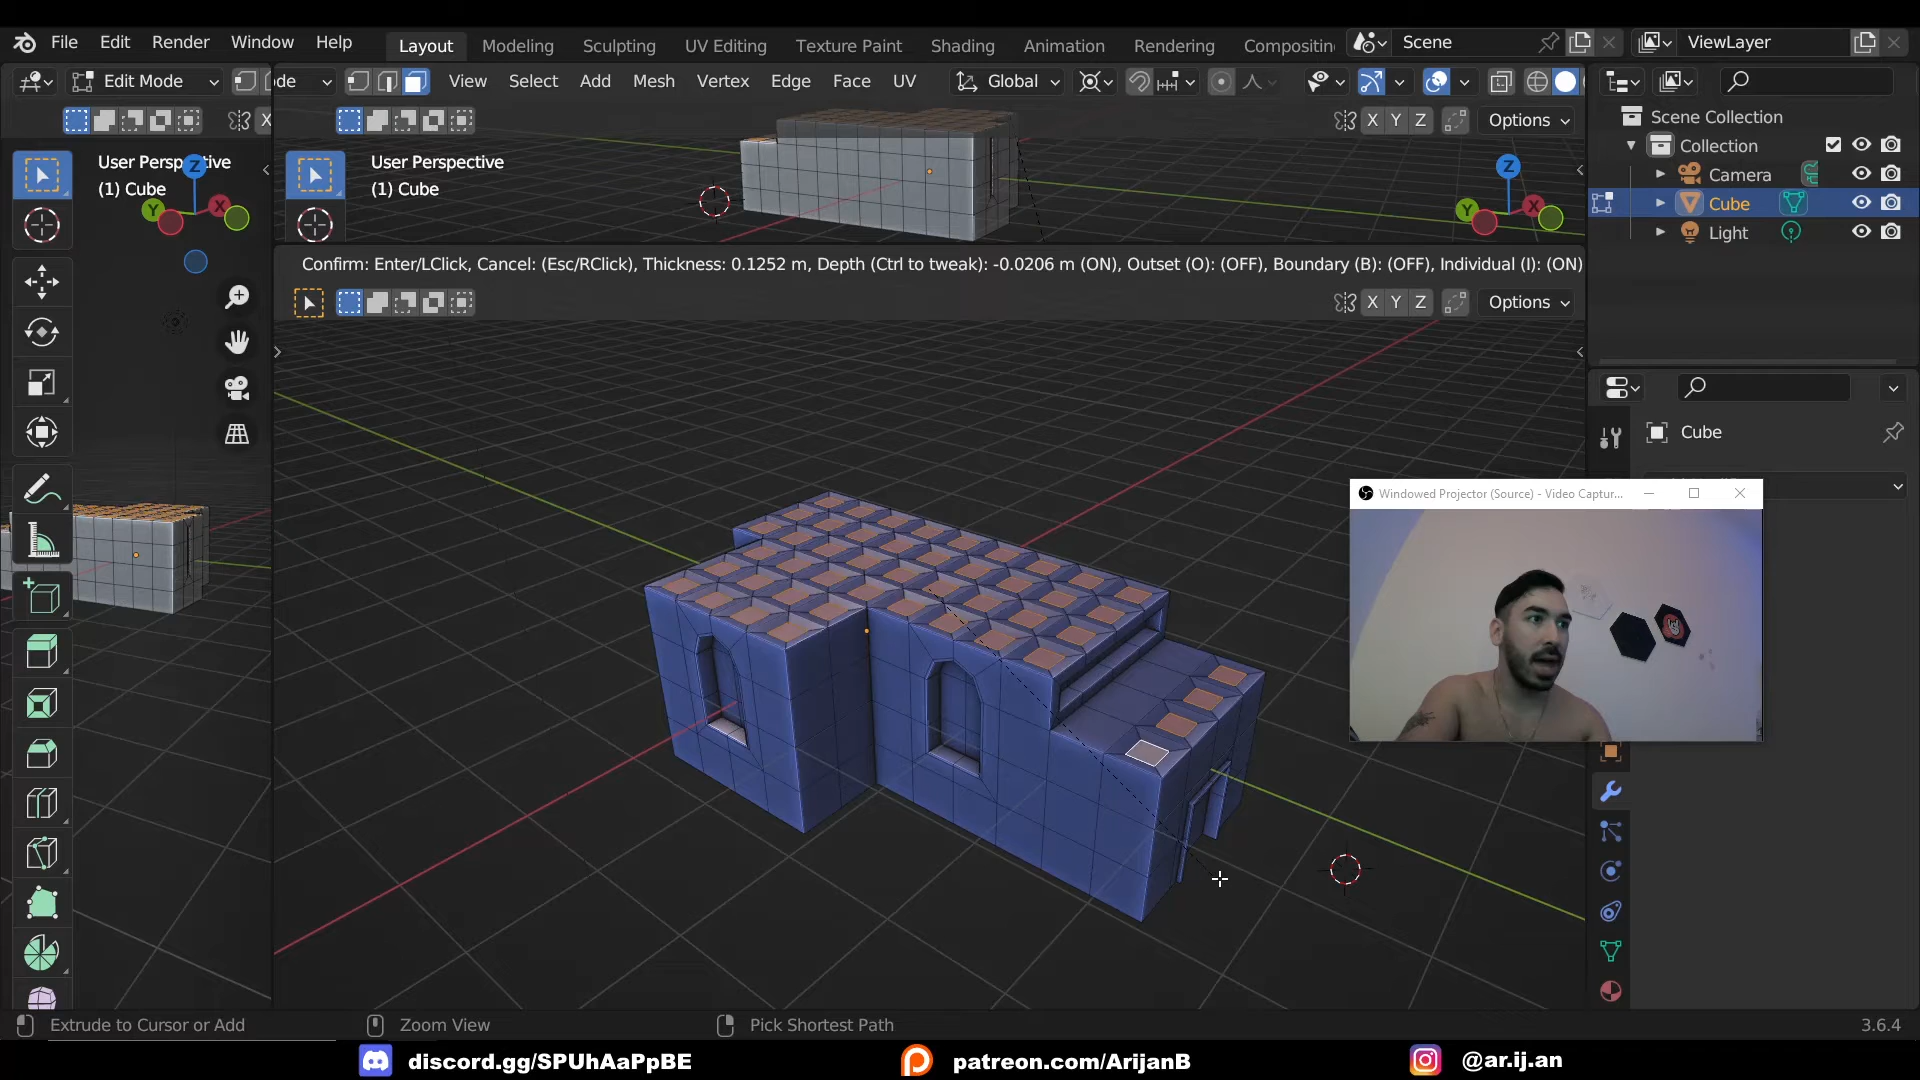 File Edit Render Window Help
Layout Modeling Sculpting UV Editing Texture Paint Shading Animation Rendering Compositin
Scene
ViewLayer
Edit Mode
ode View Select Add Mesh Vertex Edge Face UV
Global
X
X Y Z Options
Scene Collection
Collection
Camera
Cube
Light
User Perspective
(1) Cube
User Perspective
(1) Cube
Z
Y
X
Z
Y
X
Confirm: Enter/LClick, Cancel: (Esc/RClick), Thickness: 0.1252 m, Depth (Ctrl to tweak): -0.0206 m (ON), Outset (O): (OFF), Boundary (B): (OFF), Individual (I): (ON)
X Y Z Options
Cube
Windowed Projector (Source) - Video Captur...
Extrude to Cursor or Add
Zoom View
Pick Shortest Path
3.6.4
discord.gg/SPUhAaPpBE
patreon.com/ArijanB
@ar.ij.an